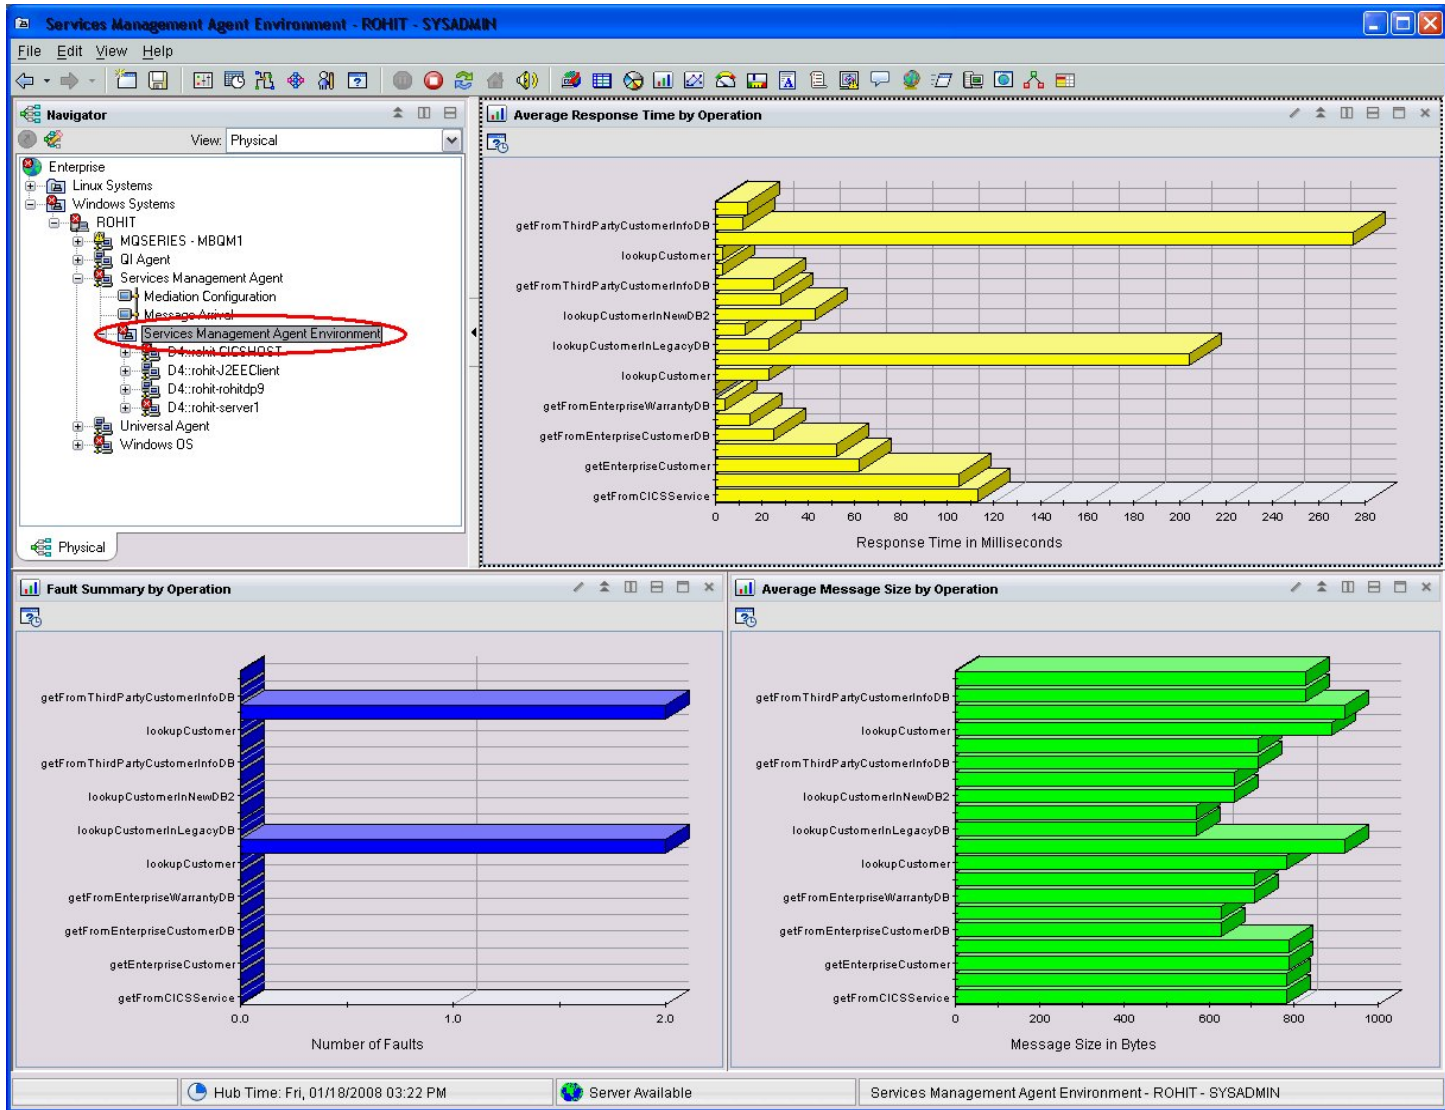 Services Management Agent Environment - ROHIT - SYSADMIN
File Edit View Help
Navigator
View: Physical
Enterprise
Linux Systems
Windows Systems
ROHIT
MQSERIES - MBQM1
QI Agent
Services Management Agent
Mediation Configuration
Message Arrival
Services Management Agent Environment
D4::rohit-CICSHOST
D4::rohit-J2EEClient
D4::rohit-rohitdp9
D4::rohit-server1
Universal Agent
Windows OS
Physical
Average Response Time by Operation
getFromThirdPartyCustomerInfoDB
lookupCustomer
getFromThirdPartyCustomerInfoDB
lookupCustomerInNewDB2
lookupCustomerInLegacyDB
lookupCustomer
getFromEnterpriseWarrantyDB
getFromEnterpriseCustomerDB
getEnterpriseCustomer
getFromCICSService
0 20 40 60 80 100 120 140 160 180 200 220 240 260 280
Response Time in Milliseconds
Fault Summary by Operation
getFromThirdPartyCustomerInfoDB
lookupCustomer
getFromThirdPartyCustomerInfoDB
lookupCustomerInNewDB2
lookupCustomerInLegacyDB
lookupCustomer
getFromEnterpriseWarrantyDB
getFromEnterpriseCustomerDB
getEnterpriseCustomer
getFromCICSService
0.0 1.0 2.0
Number of Faults
Average Message Size by Operation
getFromThirdPartyCustomerInfoDB
lookupCustomer
getFromThirdPartyCustomerInfoDB
lookupCustomerInNewDB2
lookupCustomerInLegacyDB
lookupCustomer
getFromEnterpriseWarrantyDB
getFromEnterpriseCustomerDB
getEnterpriseCustomer
getFromCICSService
0 200 400 600 800 1000
Message Size in Bytes
Hub Time: Fri, 01/18/2008 03:22 PM
Server Available
Services Management Agent Environment - ROHIT - SYSADMIN